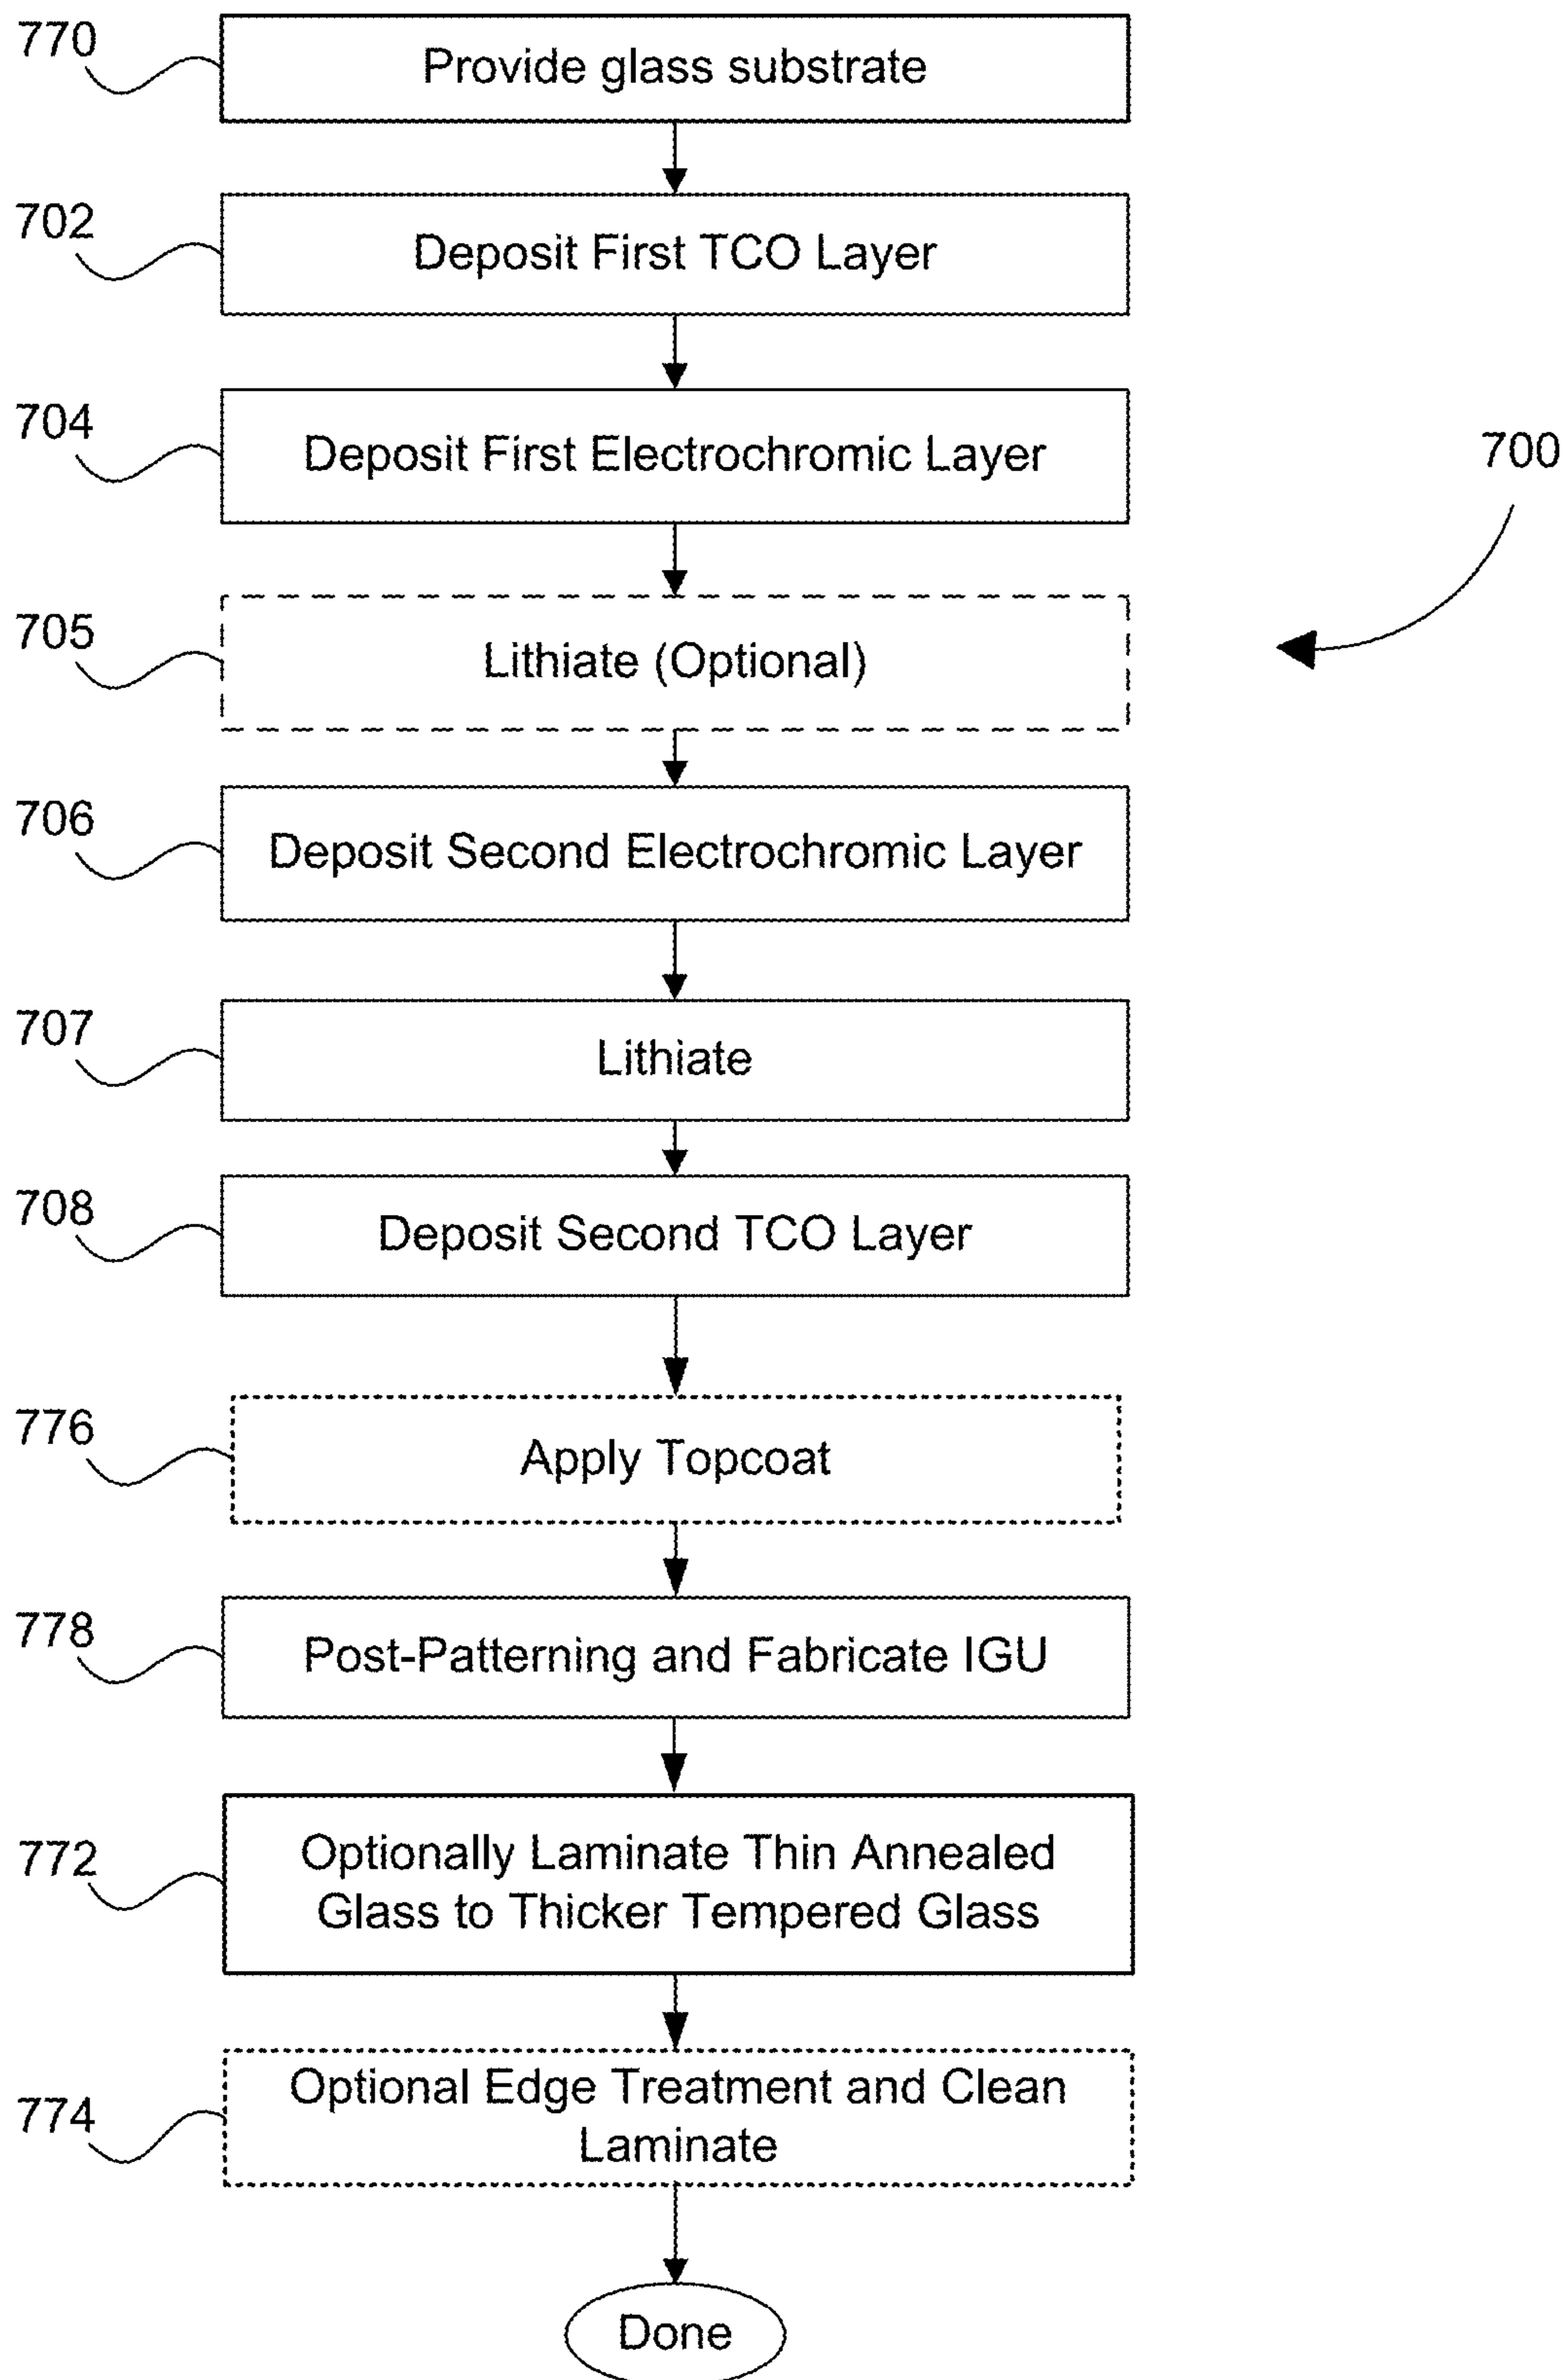 770
Provide glass substrate
702
Deposit First TCO Layer
704
Deposit First Electrochromic Layer
700
705
Lithiate (Optional)
706
Deposit Second Electrochromic Layer
707
Lithiate
708
Deposit Second TCO Layer
776
Apply Topcoat
778
Post-Patterning and Fabricate IGU
772
Optionally Laminate Thin Annealed
Glass to Thicker Tempered Glass
774
Optional Edge Treatment and Clean
Laminate
Done